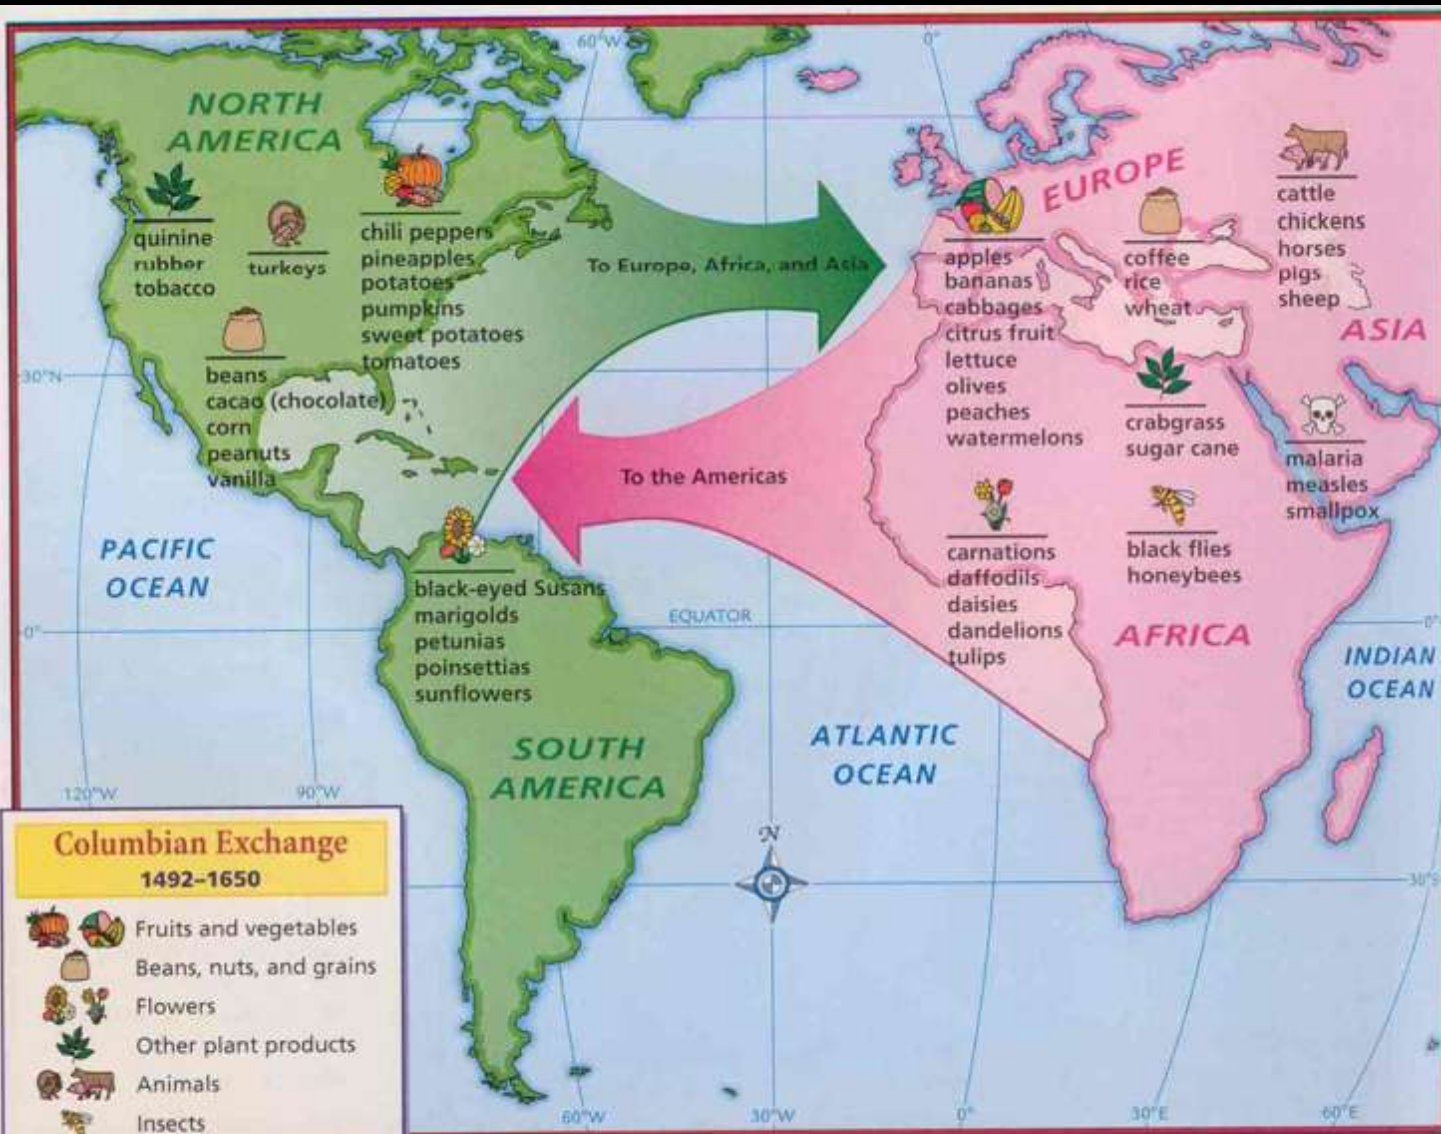 60°W
0°
NORTH
AMERICA
quinine
rubber
tobacco
turkeys
chili peppers
pineapples
potatoes
pumpkins
sweet potatoes
tomatoes
beans
cacao (chocolate)
corn
peanuts
vanilla
30°N
To Europe, Africa, and Asia
To the Americas
EUROPE
apples
bananas
cabbages
citrus fruit
lettuce
olives
peaches
watermelons
coffee
rice
wheat
cattle
chickens
horses
pigs
sheep
ASIA
crabgrass
sugar cane
malaria
measles
smallpox
carnations
daffodils
daisies
dandelions
tulips
black flies
honeybees
AFRICA
PACIFIC
OCEAN
black-eyed Susans
marigolds
petunias
poinsettias
sunflowers
EQUATOR
0°
0°
INDIAN
OCEAN
SOUTH
AMERICA
ATLANTIC
OCEAN
120°W
90°W
N
30°S
Columbian Exchange
1492–1650
Fruits and vegetables
Beans, nuts, and grains
Flowers
Other plant products
Animals
Insects
60°W
30°W
0°
30°E
60°E